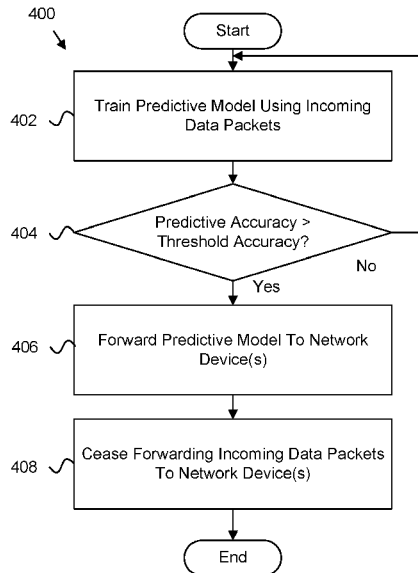 400
Start
402
Train Predictive Model Using Incoming
Data Packets
404
Predictive Accuracy >
Threshold Accuracy?
No
Yes
406
Forward Predictive Model To Network
Device(s)
408
Cease Forwarding Incoming Data Packets
To Network Device(s)
End